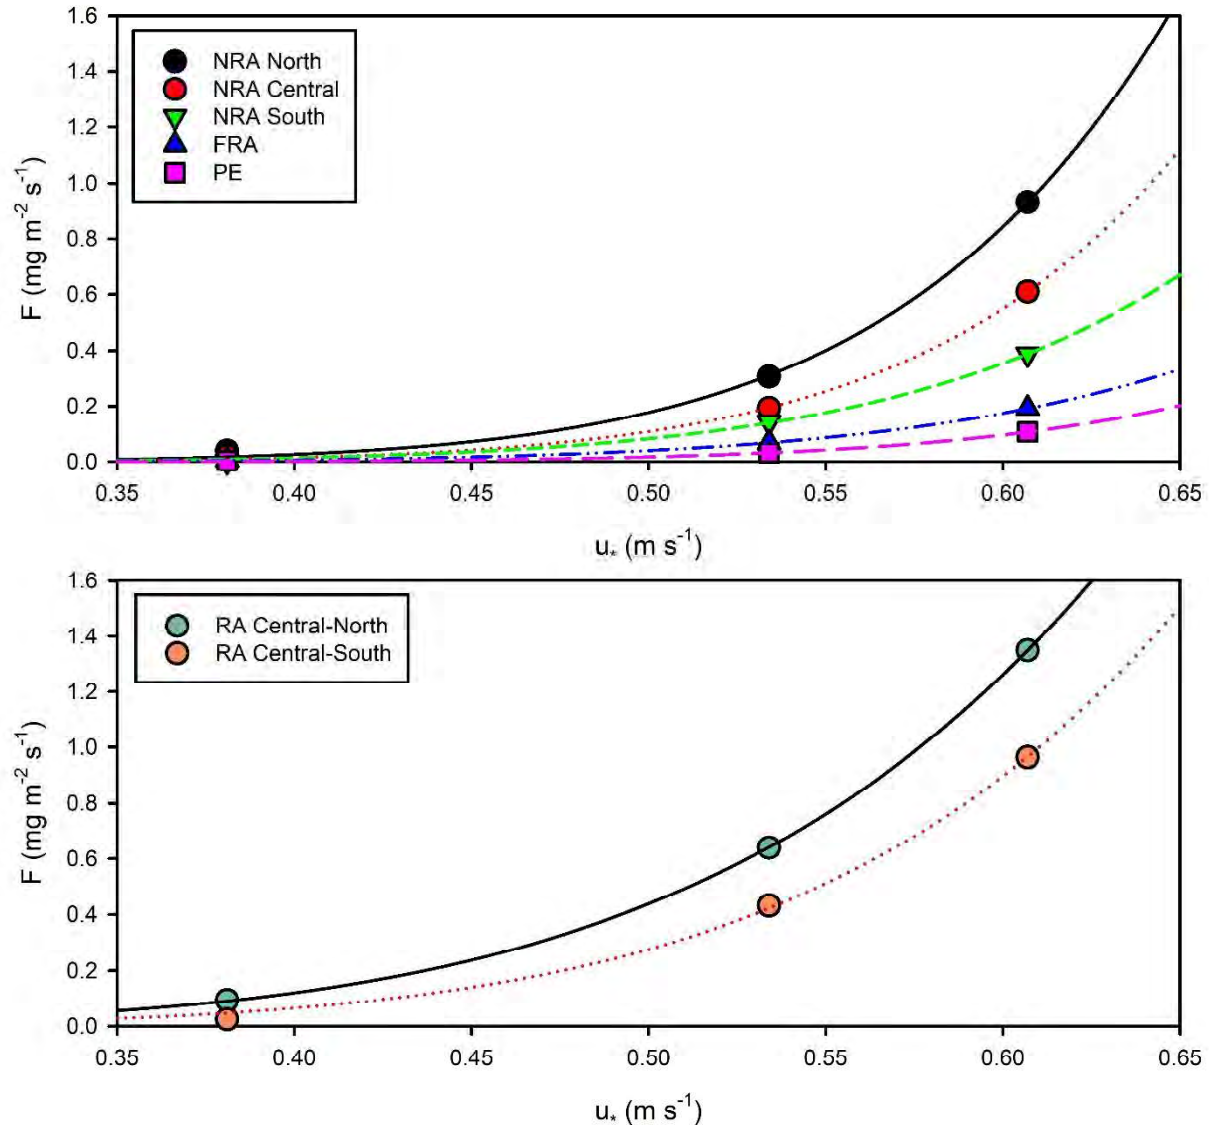 1.6
1.4
1.2
1.0
0.8
0.6
0.4
0.2
0.0
F (mg m⁻² s⁻¹)
NRA North
NRA Central
NRA South
FRA
PE
0.35 0.40 0.45 0.50 0.55 0.60 0.65
u* (m s⁻¹)
1.6
1.4
1.2
1.0
0.8
0.6
0.4
0.2
0.0
F (mg m⁻² s⁻¹)
RA Central-North
RA Central-South
0.35 0.40 0.45 0.50 0.55 0.60 0.65
u* (m s⁻¹)